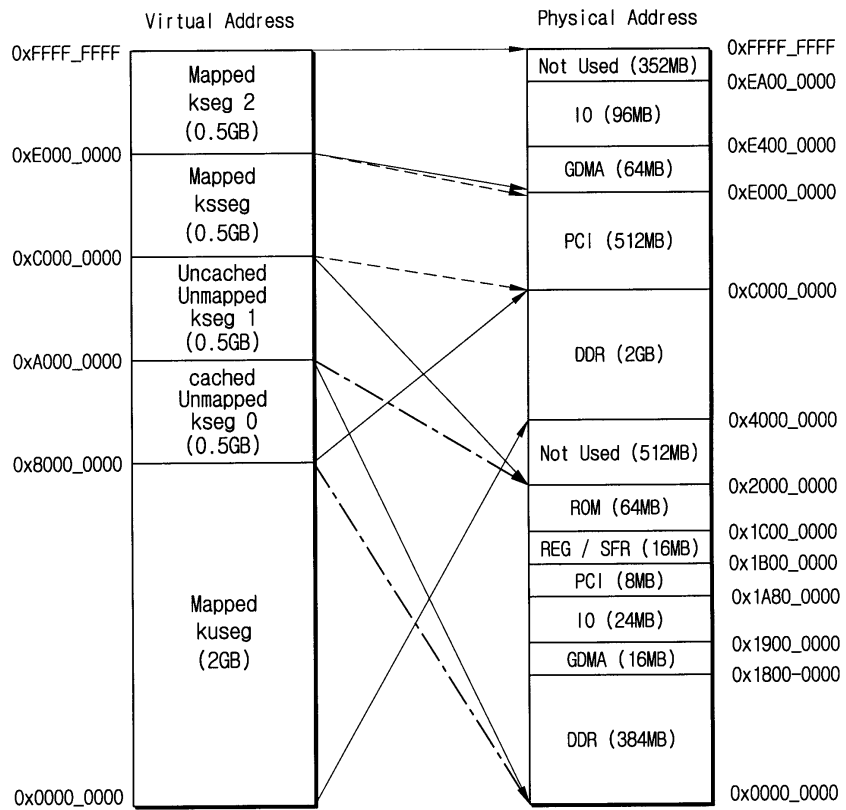 Virtual Address
Physical Address
0xFFFF_FFFF
Mapped
kseg 2
(0.5GB)
0xE000_0000
Mapped
ksseg
(0.5GB)
0xC000_0000
Uncached
Unmapped
kseg 1
(0.5GB)
0xA000_0000
cached
Unmapped
kseg 0
(0.5GB)
0x8000_0000
Mapped
kuseg
(2GB)
0x0000_0000
0xFFFF_FFFF
Not Used (352MB)
0xEA00_0000
IO (96MB)
0xE400_0000
GDMA (64MB)
0xE000_0000
PCI (512MB)
0xC000_0000
DDR (2GB)
0x4000_0000
Not Used (512MB)
0x2000_0000
ROM (64MB)
0x1C00_0000
REG / SFR (16MB)
0x1B00_0000
PCI (8MB)
0x1A80_0000
IO (24MB)
0x1900_0000
GDMA (16MB)
0x1800-0000
DDR (384MB)
0x0000_0000